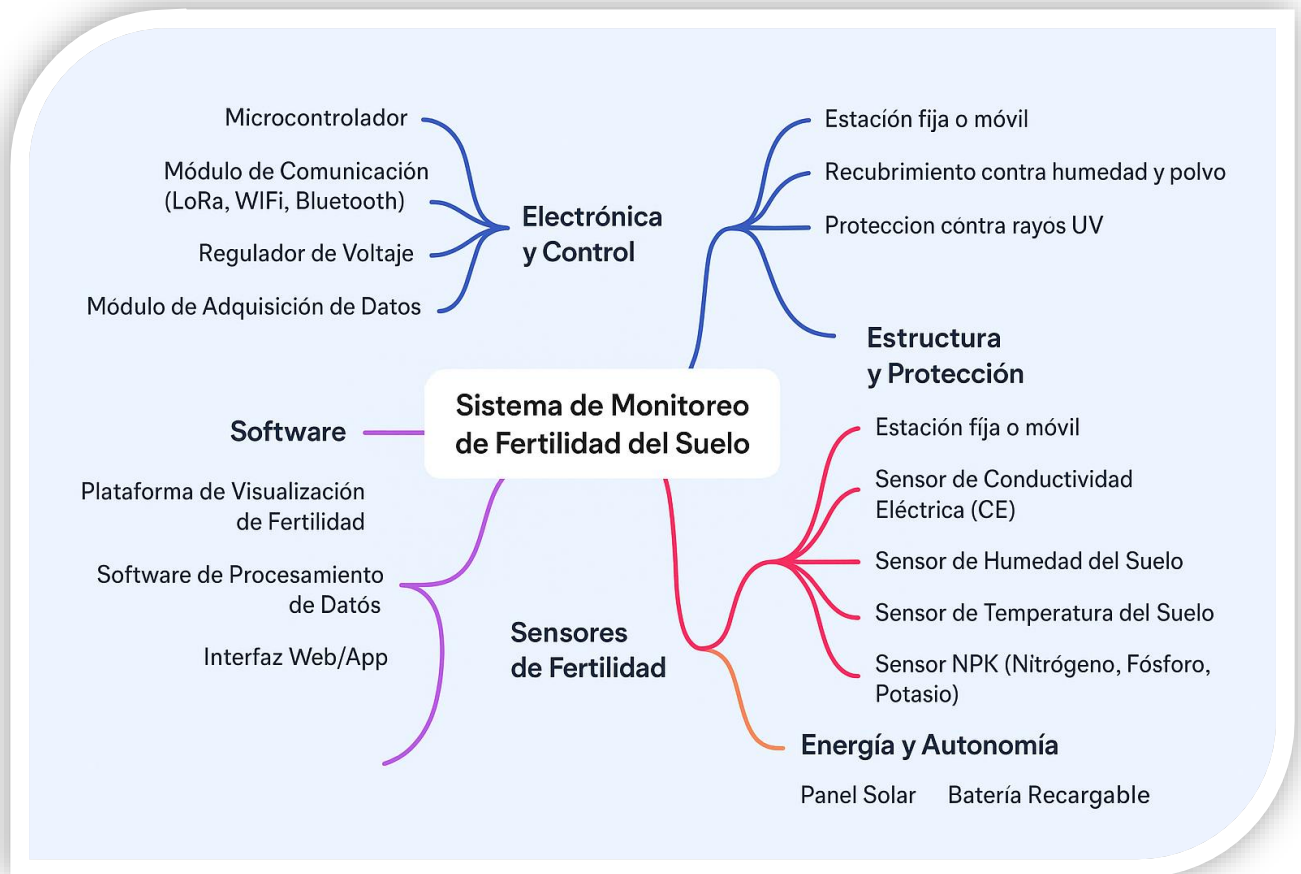 Microcontrolador
Módulo de Comunicación
(LoRa, WIFi, Bluetooth)
Regulador de Voltaje
Módulo de Adquisición de Datos
Electrónica
y Control
Estación fija o móvil
Recubrimiento contra humedad y polvo
Proteccion cóntra rayos UV
Estructura
y Protección
Sistema de Monitoreo
de Fertilidad del Suelo
Software
Plataforma de Visualización
de Fertilidad
Software de Procesamiento
de Datós
Interfaz Web/App
Sensores
de Fertilidad
Estación fíja o móvil
Sensor de Conductividad
Eléctrica (CE)
Sensor de Humedad del Suelo
Sensor de Temperatura del Suelo
Sensor NPK (Nítrógeno, Fósforo,
Potasio)
Energía y Autonomía
Panel Solar Batería Recargable